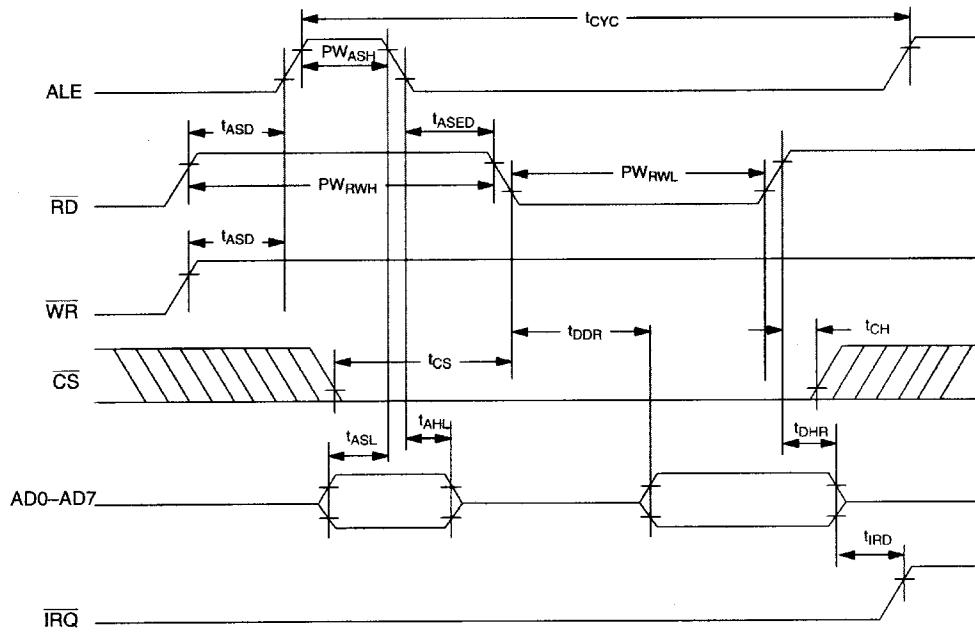 tCYC
PWASH
ALE
tASD
tASED
PWRWH
PWRWL
RD
tASD
WR
tDDR
tCH
tCS
CS
tASL
tAHL
tDHR
AD0–AD7
tIRD
IRQ